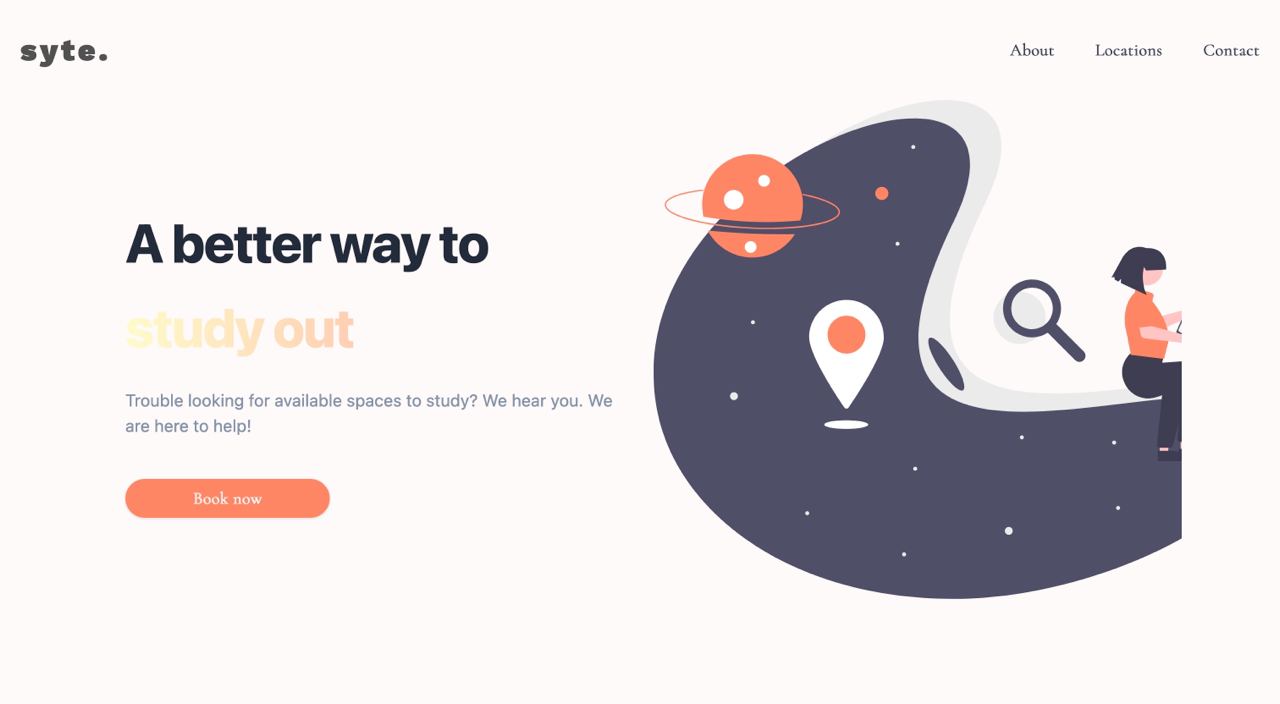 syte.
About
Locations
Contact
A better way to
study out
Trouble looking for available spaces to study? We hear you. We
are here to help!
Book now